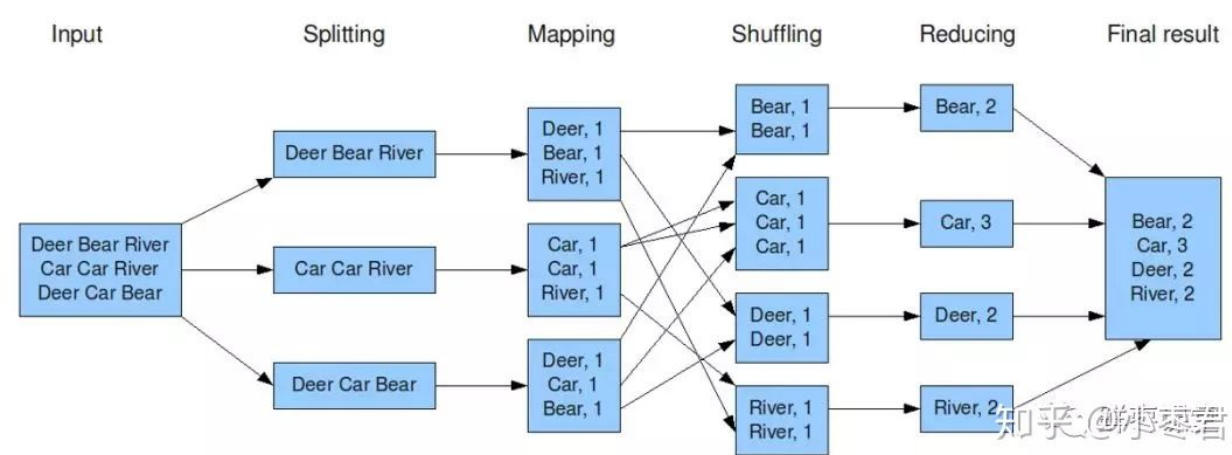 Input
Splitting
Mapping
Shuffling
Reducing
Final result
Deer Bear River
Car Car River
Deer Car Bear
Deer Bear River
Car Car River
Deer Car Bear
Deer, 1
Bear, 1
River, 1
Car, 1
Car, 1
River, 1
Deer, 1
Car, 1
Bear, 1
Bear, 1
Bear, 1
Car, 1
Car, 1
Car, 1
Deer, 1
Deer, 1
River, 1
River, 1
Bear, 2
Car, 3
Deer, 2
River, 2
Bear, 2
Car, 3
Deer, 2
River, 2
知乎 @小枣君